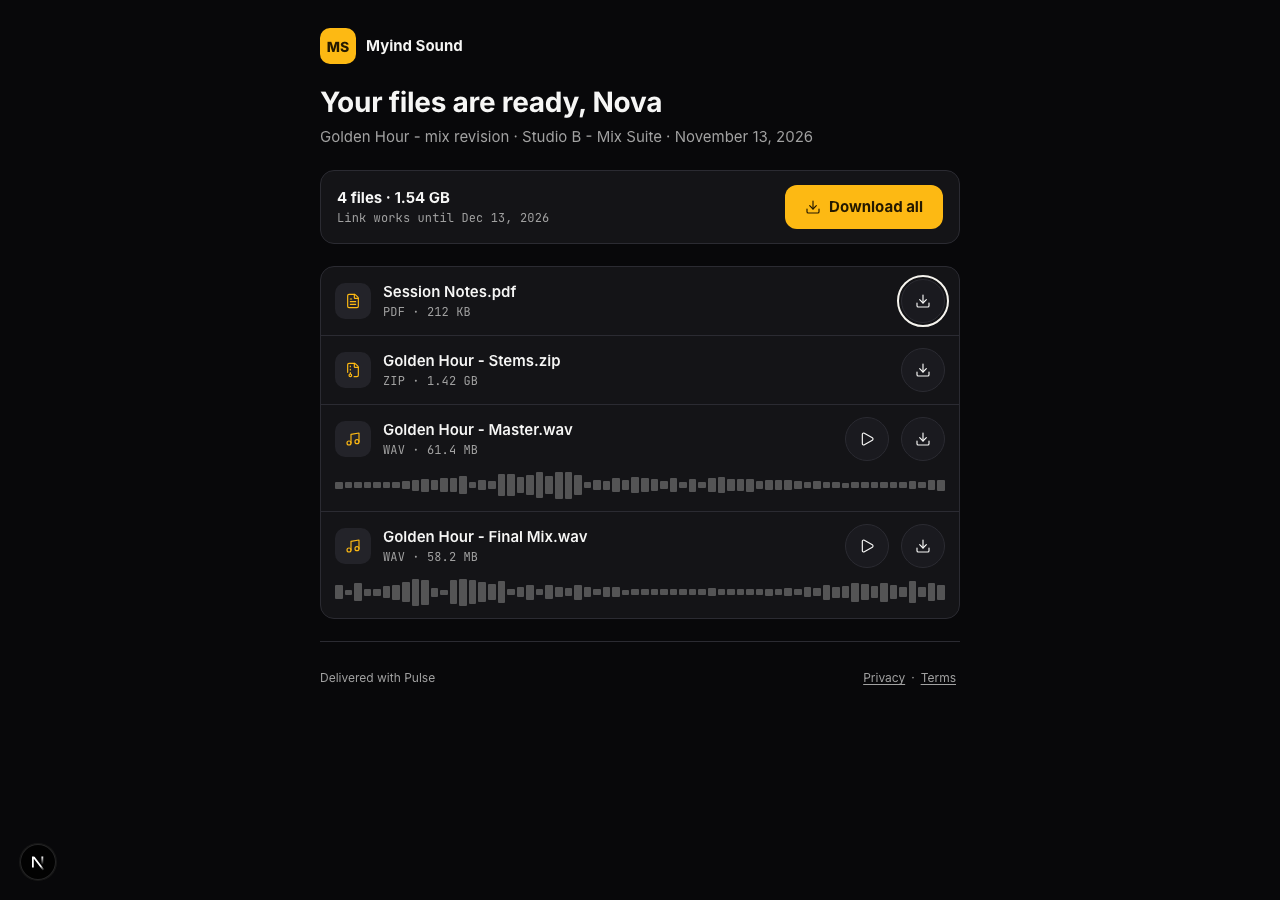 MS
Myind Sound
Your files are ready, Nova
Golden Hour - mix revision · Studio B - Mix Suite · November 13, 2026
4 files · 1.54 GB
Link works until Dec 13, 2026
Download all
Session Notes.pdf
PDF · 212 KB
Golden Hour - Stems.zip
ZIP · 1.42 GB
Golden Hour - Master.wav
WAV · 61.4 MB
Golden Hour - Final Mix.wav
WAV · 58.2 MB
Delivered with Pulse
Privacy · Terms
N